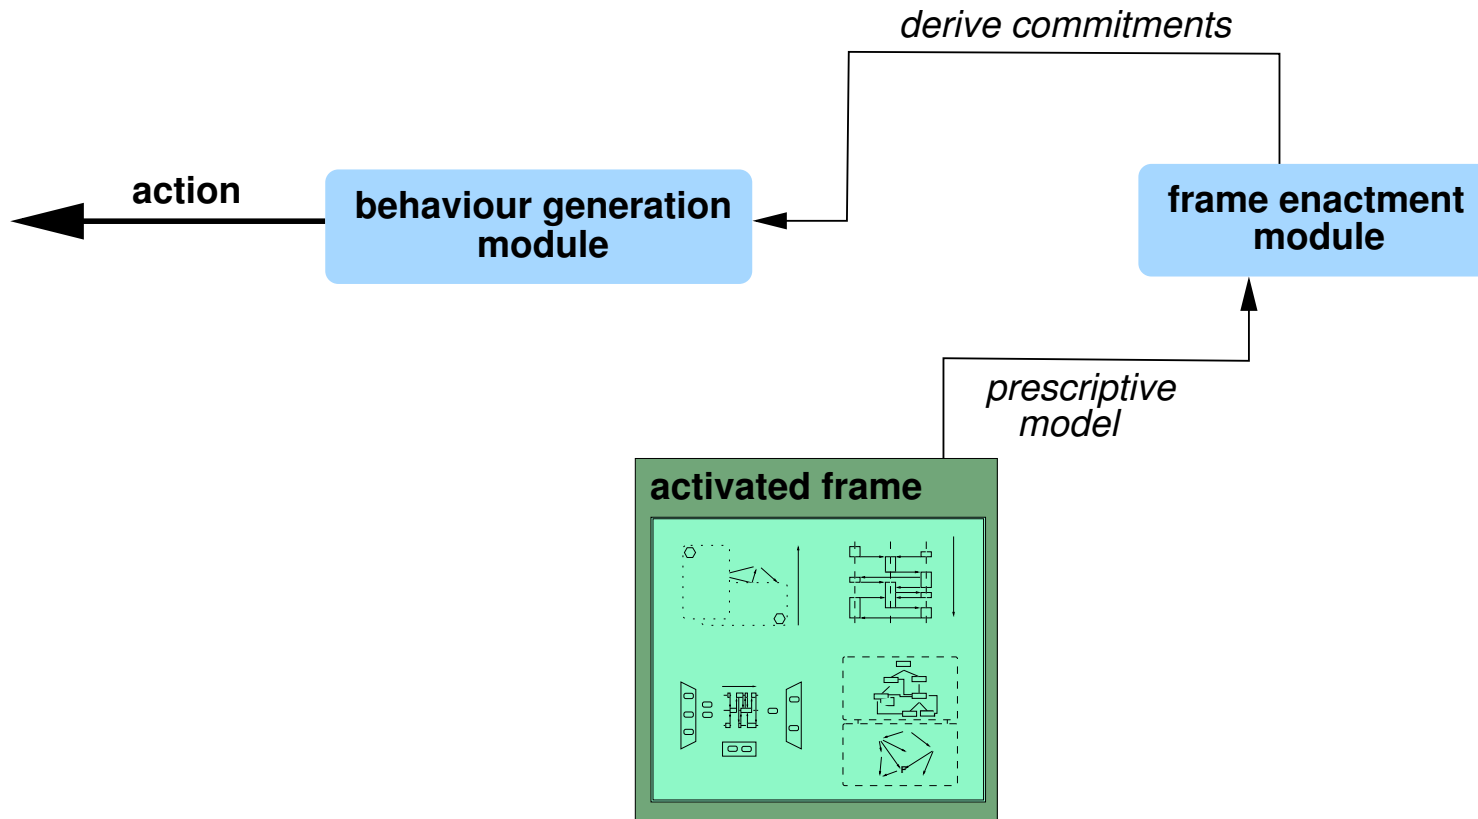 derive commitments
action
behaviour generation
module
frame enactment
module
prescriptive
model
activated frame